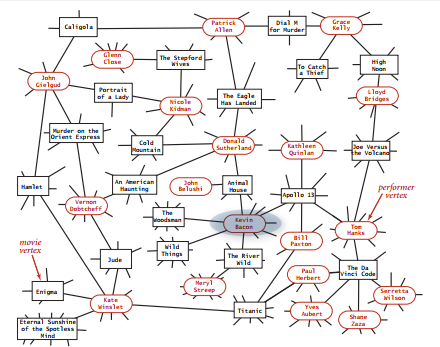 Caligola
Patrick
Allen
Dial M
for Murder
Grace
Kelly
Glenn
Close
The Stepford
Wives
To Catch
a Thief
High
Noon
John
Gielgud
Portrait
of a Lady
Nicole
Kidman
The Eagle
Has Landed
Lloyd
Bridges
Murder on the
Orient Express
Cold
Mountain
Donald
Sutherland
Kathleen
Quinlan
Joe Versus
the Volcano
Hamlet
An American
Haunting
John
Belushi
Animal
House
Apollo 13
performer
vertex
Vernon
Dobtcheff
The
Woodsman
Kevin
Bacon
Bill
Paxton
Tom
Hanks
movie
vertex
Jude
Wild
Things
The River
Wild
Paul
Herbert
The Da
Vinci Code
Enigma
Meryl
Streep
Serretta
Wilson
Kate
Winslet
Titanic
Yves
Aubert
Shane
Zaza
Eternal Sunshine
of the Spotless
Mind